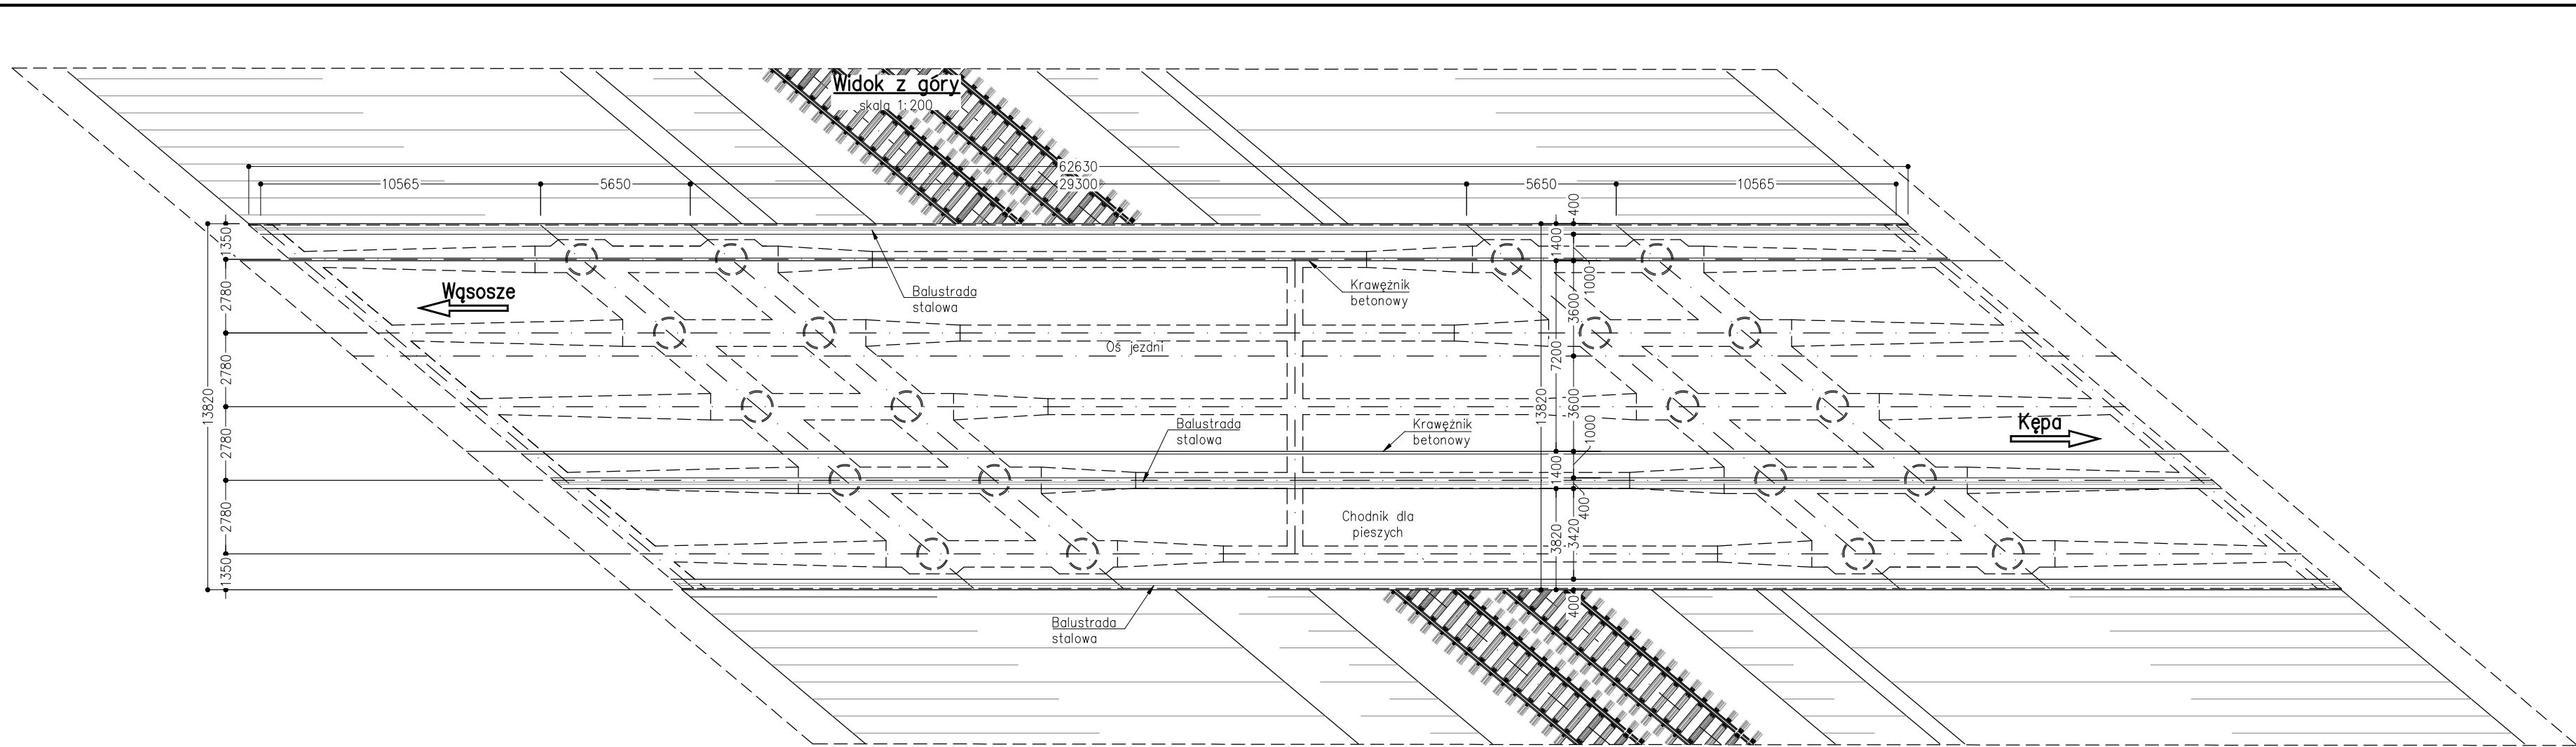 Widok z góry
skala 1:200
62630
10565
5650
29300
5650
10565
400
1350
1400
1000
Wąsosze
2780
Balustrada
stalowa
Krawężnik
betonowy
3600
Oś jezdni
7200
2780
13820
13820
3600
Balustrada
stalowa
Krawężnik
betonowy
Kępa
1000
2780
1400
400
Chodnik dla
pieszych
2780
3820
3420
1350
400
Balustrada
stalowa